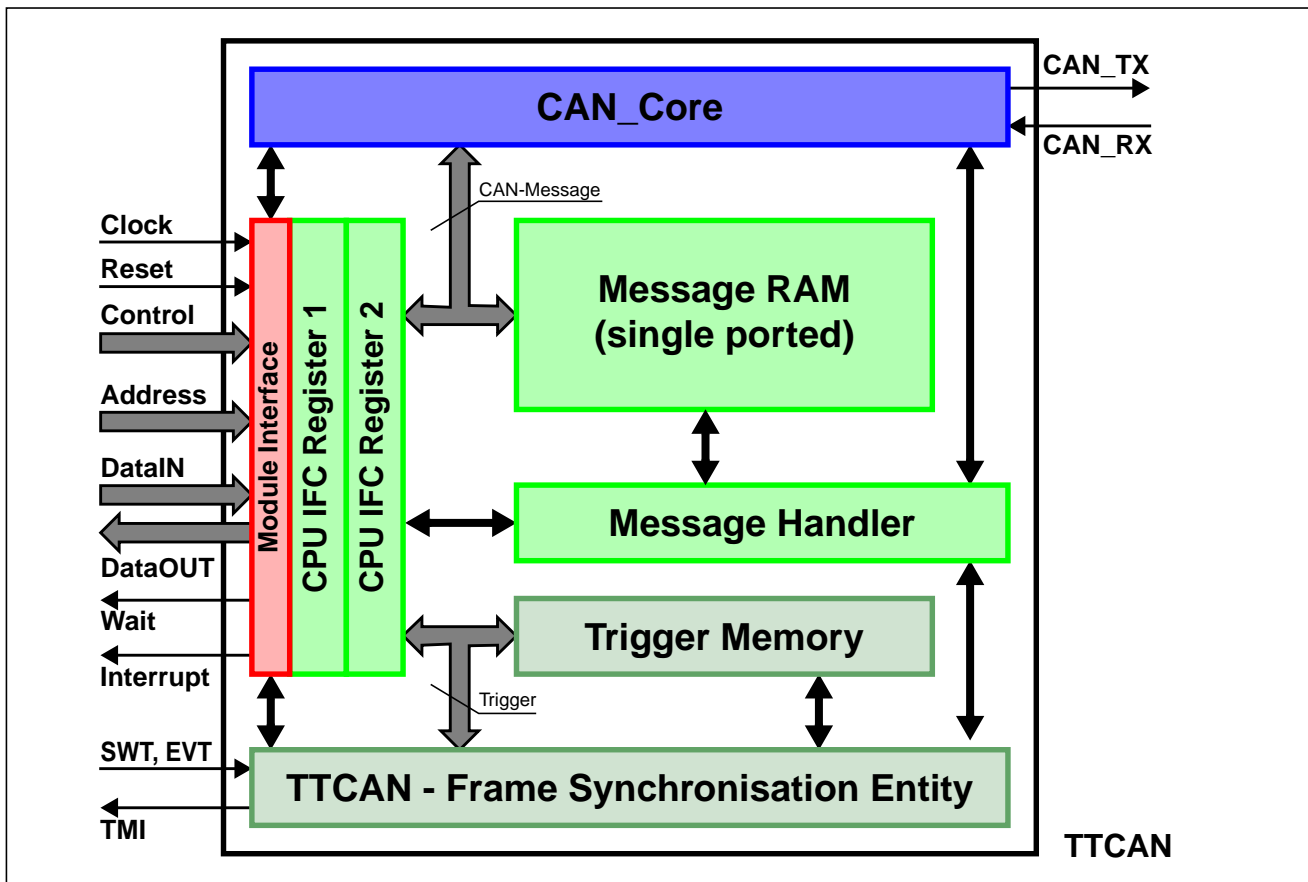 CAN_TX
CAN_Core
CAN_RX
CAN-Message
Clock
Reset
Control
Address
DataIN
DataOUT
Wait
Interrupt
Module Interface
CPU IFC Register 1
CPU IFC Register 2
Message RAM
(single ported)
Message Handler
Trigger Memory
Trigger
SWT, EVT
TTCAN - Frame Synchronisation Entity
TMI
TTCAN